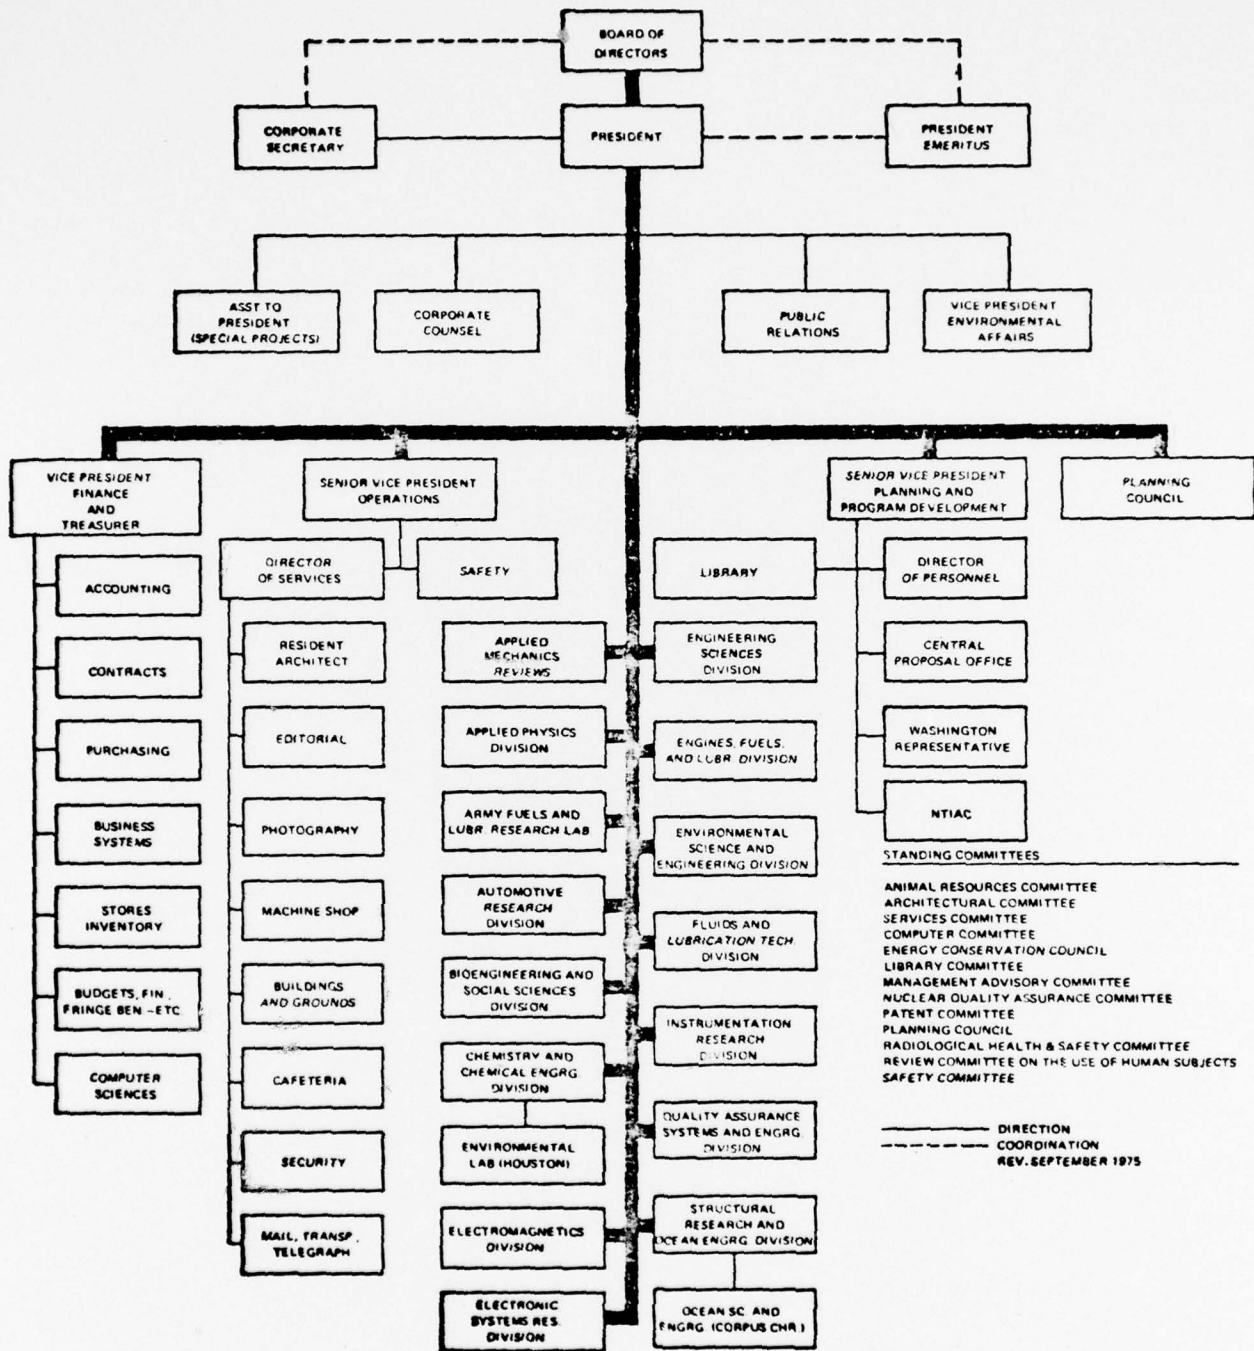 BOARD OF
DIRECTORS
CORPORATE
SECRETARY
PRESIDENT
PRESIDENT
EMERITUS
ASST TO
PRESIDENT
(SPECIAL PROJECTS)
CORPORATE
COUNSEL
PUBLIC
RELATIONS
VICE PRESIDENT
ENVIRONMENTAL
AFFAIRS
VICE PRESIDENT
FINANCE
AND
TREASURER
SENIOR VICE PRESIDENT
OPERATIONS
SENIOR VICE PRESIDENT
PLANNING AND
PROGRAM DEVELOPMENT
PLANNING
COUNCIL
ACCOUNTING
CONTRACTS
PURCHASING
BUSINESS
SYSTEMS
STORES
INVENTORY
BUDGETS, FIN.,
FRINGE BEN.-ETC.
COMPUTER
SCIENCES
DIRECTOR
OF SERVICES
SAFETY
RESIDENT
ARCHITECT
EDITORIAL
PHOTOGRAPHY
MACHINE SHOP
BUILDINGS
AND GROUNDS
CAFETERIA
SECURITY
MAIL, TRANSP.,
TELEGRAPH
APPLIED
MECHANICS
REVIEWS
APPLIED PHYSICS
DIVISION
ARMY FUELS AND
LUBR. RESEARCH LAB
AUTOMOTIVE
RESEARCH
DIVISION
BIOENGINEERING AND
SOCIAL SCIENCES
DIVISION
CHEMISTRY AND
CHEMICAL ENGRG.
DIVISION
ENVIRONMENTAL
LAB (HOUSTON)
ELECTROMAGNETICS
DIVISION
ELECTRONIC
SYSTEMS RES.
DIVISION
LIBRARY
ENGINEERING
SCIENCES
DIVISION
ENGINES, FUELS,
AND LUBR. DIVISION
ENVIRONMENTAL
SCIENCE AND
ENGINEERING DIVISION
FLUIDS AND
LUBRICATION TECH.
DIVISION
INSTRUMENTATION
RESEARCH
DIVISION
QUALITY ASSURANCE
SYSTEMS AND ENGRG.
DIVISION
STRUCTURAL
RESEARCH AND
OCEAN ENGRG. DIVISION
OCEAN SC. AND
ENGRG. (CORPUS CHR.)
DIRECTOR
OF PERSONNEL
CENTRAL
PROPOSAL OFFICE
WASHINGTON
REPRESENTATIVE
NTIAC
STANDING COMMITTEES
ANIMAL RESOURCES COMMITTEE
ARCHITECTURAL COMMITTEE
SERVICES COMMITTEE
COMPUTER COMMITTEE
ENERGY CONSERVATION COUNCIL
LIBRARY COMMITTEE
MANAGEMENT ADVISORY COMMITTEE
NUCLEAR QUALITY ASSURANCE COMMITTEE
PATENT COMMITTEE
PLANNING COUNCIL
RADIOLOGICAL HEALTH & SAFETY COMMITTEE
REVIEW COMMITTEE ON THE USE OF HUMAN SUBJECTS
SAFETY COMMITTEE
DIRECTION
COORDINATION
REV. SEPTEMBER 1975